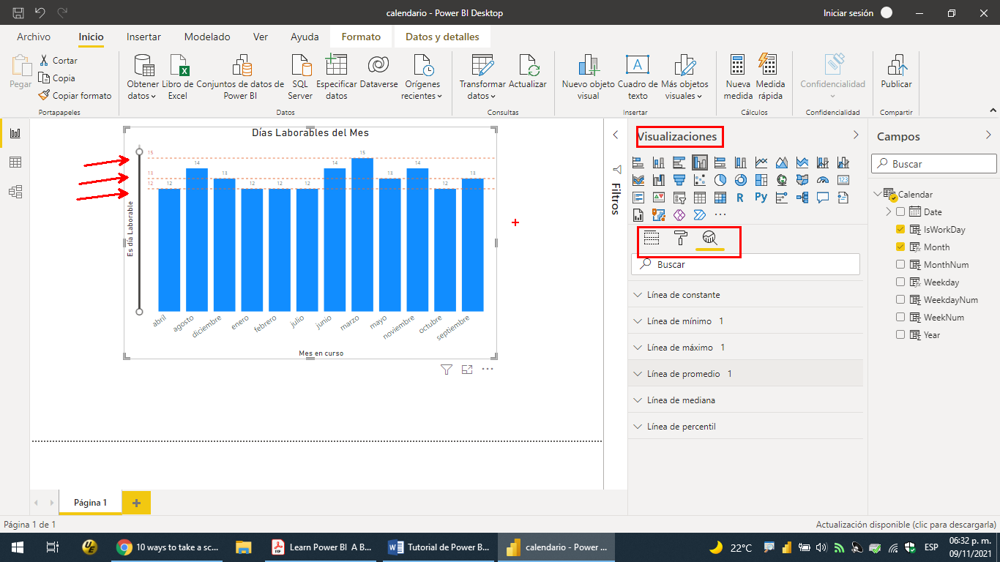 calendario - Power BI Desktop
Iniciar sesión
Archivo Inicio Insertar Modelado Ver Ayuda Formato Datos y detalles
Pegar
Cortar
Copia
Copiar formato
Portapapeles
Obtener datos
Libro de Excel
Conjuntos de datos de Power BI
SQL Server
Especificar datos
Dataverse
Orígenes recientes
Datos
Transformar datos
Actualizar
Consultas
Nuevo objeto visual
Cuadro de texto
Más objetos visuales
Insertar
Nueva medida
Medida rápida
Cálculos
Confidencialidad
Confidencialidad
Publicar
Compartir
Días Laborables del Mes
Es día Laborable
15
13
12
12 14 13 12 12 12 14 15 13 14 12 13
abril agosto diciembre enero febrero julio junio marzo mayo noviembre octubre septiembre
Mes en curso
Filtros
Visualizaciones
123
R
Py
Buscar
Línea de constante
Línea de mínimo 1
Línea de máximo 1
Línea de promedio 1
Línea de mediana
Línea de percentil
Campos
Buscar
Calendar
Date
IsWorkDay
Month
MonthNum
Weekday
WeekdayNum
WeekNum
Year
Página 1
Página 1 de 1
Actualización disponible (clic para descargarla)
UE
10 ways to take a sc...
PDF
Learn Power BI A B...
Tutorial de Power B...
calendario - Power ...
22°C
ESP
06:32 p. m.
09/11/2021